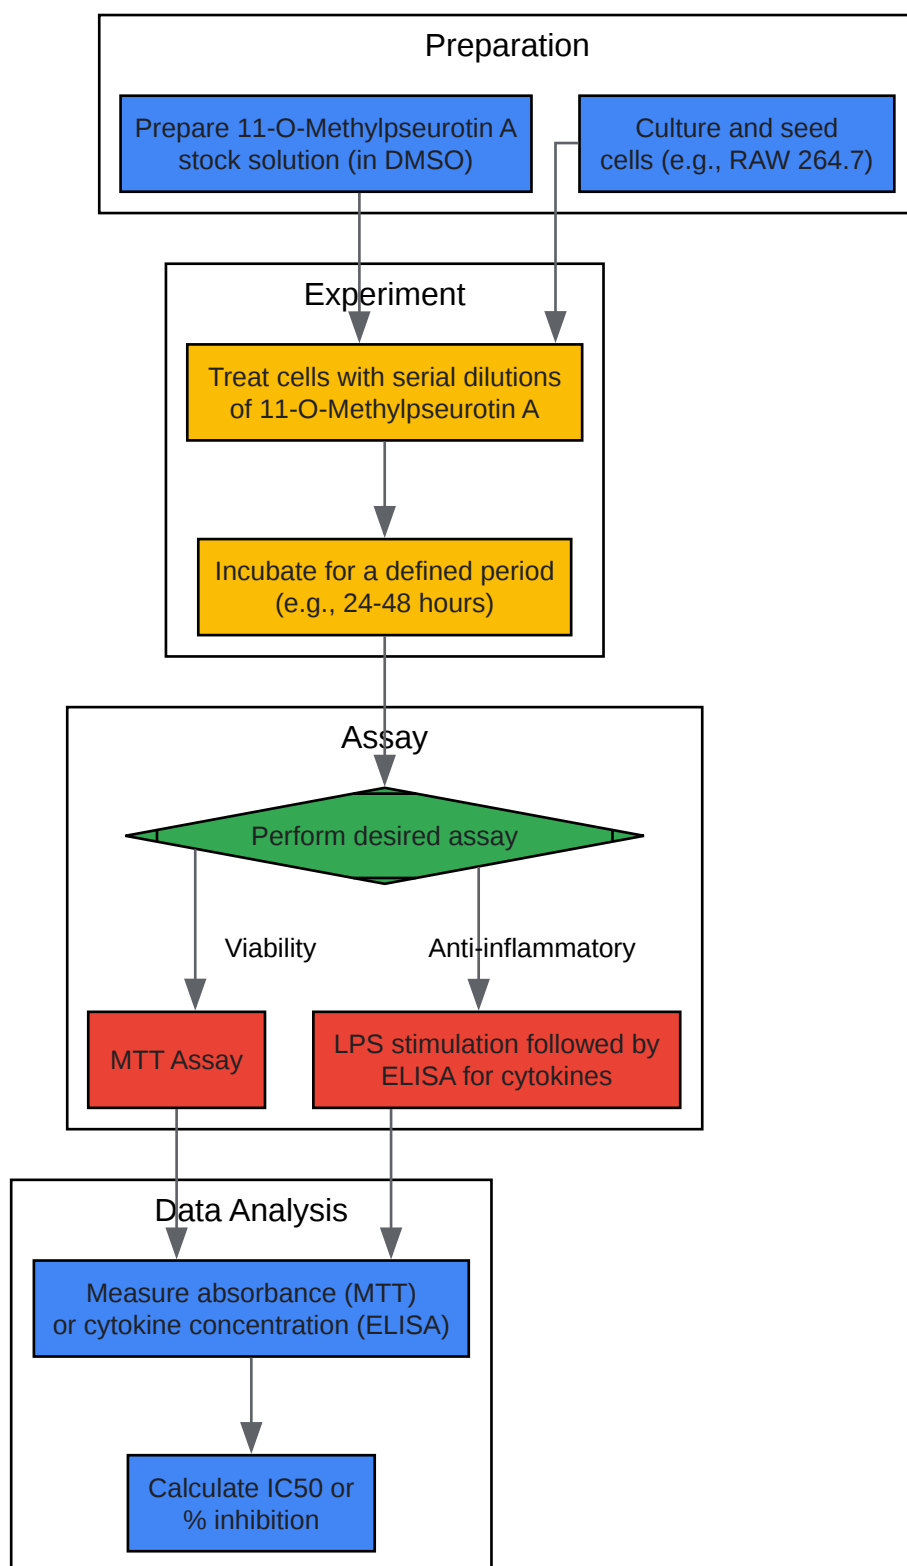 Preparation
Prepare 11-O-Methylpseurotin A
stock solution (in DMSO)
Culture and seed
cells (e.g., RAW 264.7)
Experiment
Treat cells with serial dilutions
of 11-O-Methylpseurotin A
Incubate for a defined period
(e.g., 24-48 hours)
Assay
Perform desired assay
Viability
Anti-inflammatory
MTT Assay
LPS stimulation followed by
ELISA for cytokines
Data Analysis
Measure absorbance (MTT)
or cytokine concentration (ELISA)
Calculate IC50 or
% inhibition